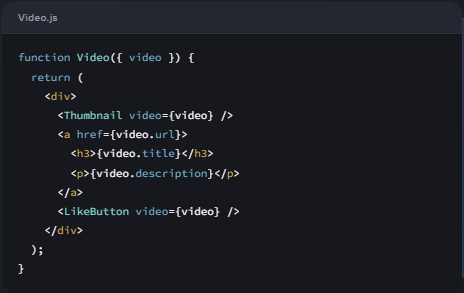 Video.js
function Video({ video }) {
  return (
    <div>
      <Thumbnail video={video} />
      <a href={video.url}>
        <h3>{video.title}</h3>
        <p>{video.description}</p>
      </a>
      <LikeButton video={video} />
    </div>
  );
}